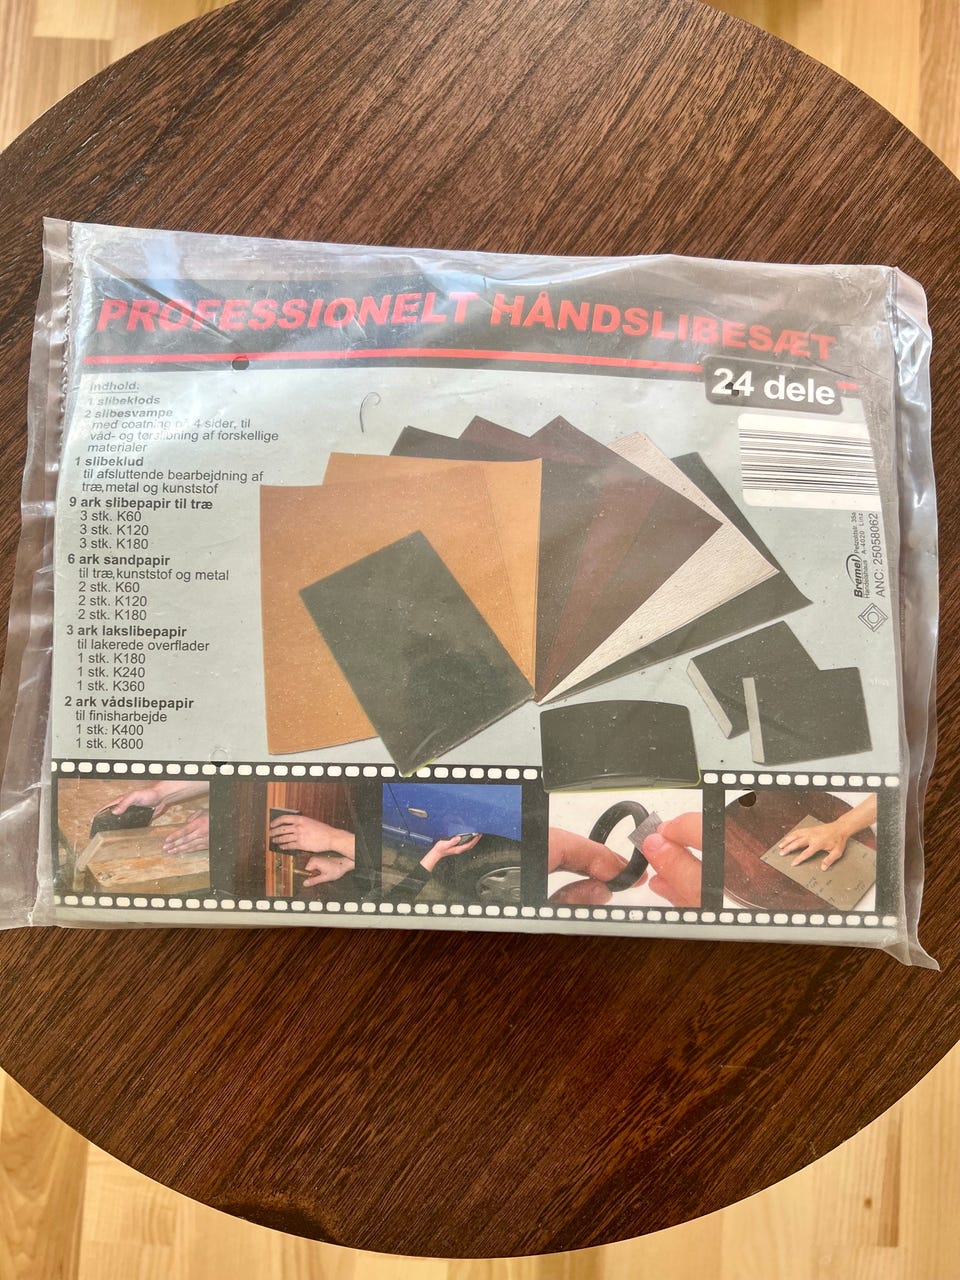 PROFESSIONELT HÅNDSLIBESÆT
24 dele
Indhold:
1 slibeklods
2 slibesvampe
med coatning på 4 sider, til
våd- og tørslibning af forskellige
materialer
1 slibeklud
til afsluttende bearbejdning af
træ,metal og kunststof
9 ark slibepapir til træ
3 stk. K60
3 stk. K120
3 stk. K180
6 ark sandpapir
til træ,kunststof og metal
2 stk. K60
2 stk. K120
2 stk. K180
3 ark lakslibepapir
til lakerede overflader
1 stk. K180
1 stk. K240
1 stk. K360
2 ark vådslibepapir
til finisharbejde
1 stk. K400
1 stk. K800
Bremel
Handelshaus
A-4020 Linz
ANC: 25058062